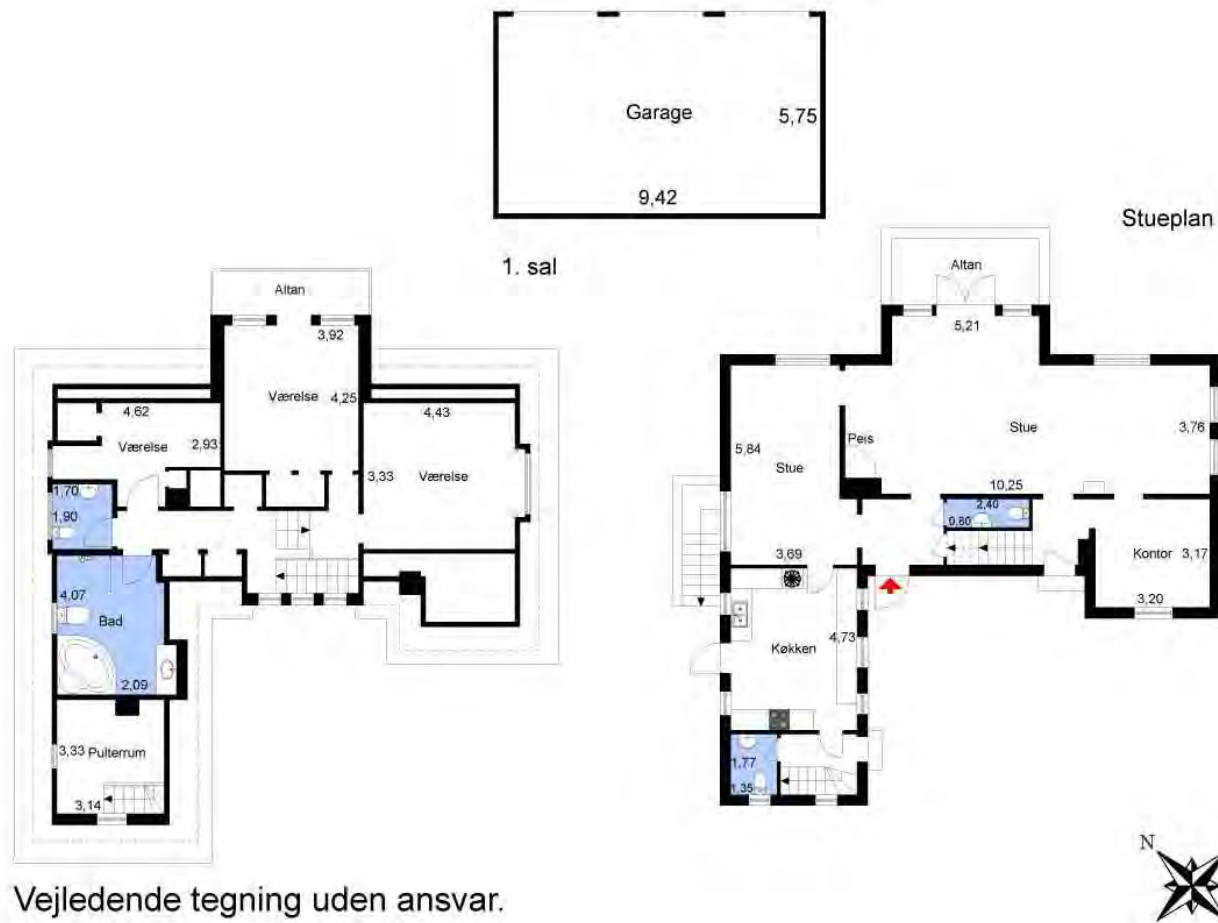 Garage
5,75
9,42
Stueplan
1. sal
Altan
3,92
Værelse
4,25
4,62
Værelse
2,93
4,43
3,33
Værelse
1,70
1,90
4,07
Bad
2,09
3,33
Pulterrum
3,14
Altan
5,21
5,84
Stue
Peis
Stue
3,76
10,25
2,40
0,80
Kontor
3,17
3,20
3,69
4,73
Køkken
1,77
1,35
N
Vejledende tegning uden ansvar.